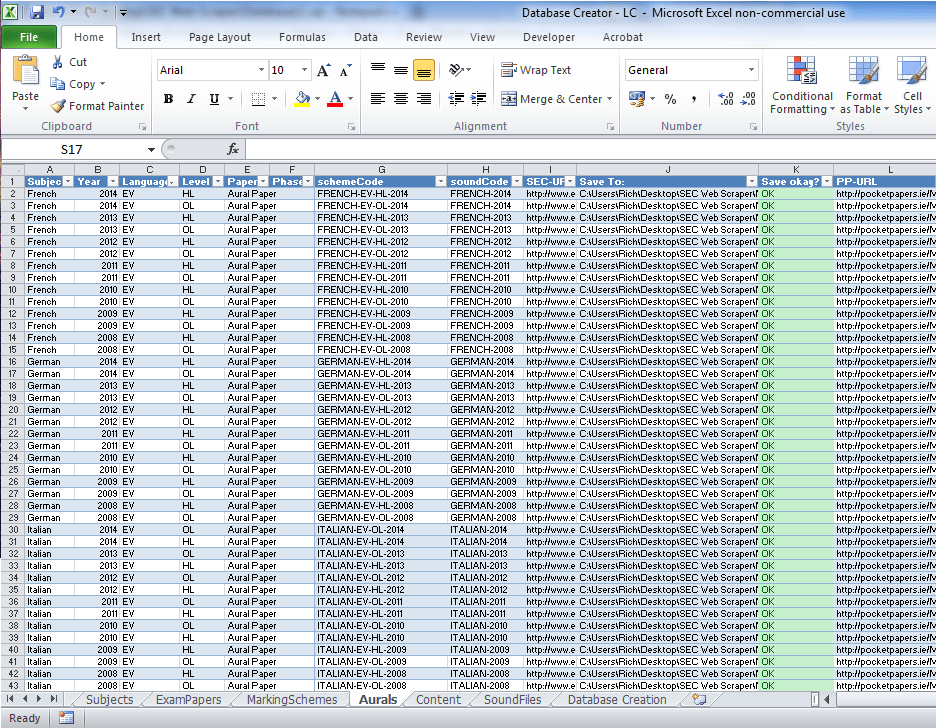 Database Creator - LC - Microsoft Excel non-commercial use
File Home Insert Page Layout Formulas Data Review View Developer Acrobat
Paste Cut Copy Format Painter Clipboard
Arial 10 A A B I U A Font
Wrap Text Merge & Center Alignment
General % , Number
Conditional Formatting Format as Table Cell Styles Styles
S17 fx
A B C D E F G H I J K L
1 Subjec Year Language Level Paper Phase schemeCode soundCode SEC-UR Save To: Save okay? PP-URL
2 French 2014 EV HL Aural Paper FRENCH-EV-HL-2014 FRENCH-2014 http://www.e C:\Users\Rich\Desktop\SEC Web Scraper\ OK http://pocketpapers.ie/M
3 French 2014 EV OL Aural Paper FRENCH-EV-OL-2014 FRENCH-2014 http://www.e C:\Users\Rich\Desktop\SEC Web Scraper\ OK http://pocketpapers.ie/M
4 French 2013 EV HL Aural Paper FRENCH-EV-HL-2013 FRENCH-2013 http://www.e C:\Users\Rich\Desktop\SEC Web Scraper\ OK http://pocketpapers.ie/M
5 French 2013 EV OL Aural Paper FRENCH-EV-OL-2013 FRENCH-2013 http://www.e C:\Users\Rich\Desktop\SEC Web Scraper\ OK http://pocketpapers.ie/M
6 French 2012 EV HL Aural Paper FRENCH-EV-HL-2012 FRENCH-2012 http://www.e C:\Users\Rich\Desktop\SEC Web Scraper\ OK http://pocketpapers.ie/M
7 French 2012 EV OL Aural Paper FRENCH-EV-OL-2012 FRENCH-2012 http://www.e C:\Users\Rich\Desktop\SEC Web Scraper\ OK http://pocketpapers.ie/M
8 French 2011 EV HL Aural Paper FRENCH-EV-HL-2011 FRENCH-2011 http://www.e C:\Users\Rich\Desktop\SEC Web Scraper\ OK http://pocketpapers.ie/M
9 French 2011 EV OL Aural Paper FRENCH-EV-OL-2011 FRENCH-2011 http://www.e C:\Users\Rich\Desktop\SEC Web Scraper\ OK http://pocketpapers.ie/M
10 French 2010 EV HL Aural Paper FRENCH-EV-HL-2010 FRENCH-2010 http://www.e C:\Users\Rich\Desktop\SEC Web Scraper\ OK http://pocketpapers.ie/M
11 French 2010 EV OL Aural Paper FRENCH-EV-OL-2010 FRENCH-2010 http://www.e C:\Users\Rich\Desktop\SEC Web Scraper\ OK http://pocketpapers.ie/M
12 French 2009 EV HL Aural Paper FRENCH-EV-HL-2009 FRENCH-2009 http://www.e C:\Users\Rich\Desktop\SEC Web Scraper\ OK http://pocketpapers.ie/M
13 French 2009 EV OL Aural Paper FRENCH-EV-OL-2009 FRENCH-2009 http://www.e C:\Users\Rich\Desktop\SEC Web Scraper\ OK http://pocketpapers.ie/M
14 French 2008 EV HL Aural Paper FRENCH-EV-HL-2008 FRENCH-2008 http://www.e C:\Users\Rich\Desktop\SEC Web Scraper\ OK http://pocketpapers.ie/M
15 French 2008 EV OL Aural Paper FRENCH-EV-OL-2008 FRENCH-2008 http://www.e C:\Users\Rich\Desktop\SEC Web Scraper\ OK http://pocketpapers.ie/M
16 German 2014 EV HL Aural Paper GERMAN-EV-HL-2014 GERMAN-2014 http://www.e C:\Users\Rich\Desktop\SEC Web Scraper\ OK http://pocketpapers.ie/M
17 German 2014 EV OL Aural Paper GERMAN-EV-OL-2014 GERMAN-2014 http://www.e C:\Users\Rich\Desktop\SEC Web Scraper\ OK http://pocketpapers.ie/M
18 German 2013 EV HL Aural Paper GERMAN-EV-HL-2013 GERMAN-2013 http://www.e C:\Users\Rich\Desktop\SEC Web Scraper\ OK http://pocketpapers.ie/M
19 German 2013 EV OL Aural Paper GERMAN-EV-OL-2013 GERMAN-2013 http://www.e C:\Users\Rich\Desktop\SEC Web Scraper\ OK http://pocketpapers.ie/M
20 German 2012 EV HL Aural Paper GERMAN-EV-HL-2012 GERMAN-2012 http://www.e C:\Users\Rich\Desktop\SEC Web Scraper\ OK http://pocketpapers.ie/M
21 German 2012 EV OL Aural Paper GERMAN-EV-OL-2012 GERMAN-2012 http://www.e C:\Users\Rich\Desktop\SEC Web Scraper\ OK http://pocketpapers.ie/M
22 German 2011 EV HL Aural Paper GERMAN-EV-HL-2011 GERMAN-2011 http://www.e C:\Users\Rich\Desktop\SEC Web Scraper\ OK http://pocketpapers.ie/M
23 German 2011 EV OL Aural Paper GERMAN-EV-OL-2011 GERMAN-2011 http://www.e C:\Users\Rich\Desktop\SEC Web Scraper\ OK http://pocketpapers.ie/M
24 German 2010 EV HL Aural Paper GERMAN-EV-HL-2010 GERMAN-2010 http://www.e C:\Users\Rich\Desktop\SEC Web Scraper\ OK http://pocketpapers.ie/M
25 German 2010 EV OL Aural Paper GERMAN-EV-OL-2010 GERMAN-2010 http://www.e C:\Users\Rich\Desktop\SEC Web Scraper\ OK http://pocketpapers.ie/M
26 German 2009 EV HL Aural Paper GERMAN-EV-HL-2009 GERMAN-2009 http://www.e C:\Users\Rich\Desktop\SEC Web Scraper\ OK http://pocketpapers.ie/M
27 German 2009 EV OL Aural Paper GERMAN-EV-OL-2009 GERMAN-2009 http://www.e C:\Users\Rich\Desktop\SEC Web Scraper\ OK http://pocketpapers.ie/M
28 German 2008 EV HL Aural Paper GERMAN-EV-HL-2008 GERMAN-2008 http://www.e C:\Users\Rich\Desktop\SEC Web Scraper\ OK http://pocketpapers.ie/M
29 German 2008 EV OL Aural Paper GERMAN-EV-OL-2008 GERMAN-2008 http://www.e C:\Users\Rich\Desktop\SEC Web Scraper\ OK http://pocketpapers.ie/M
30 Italian 2014 EV OL Aural Paper ITALIAN-EV-OL-2014 ITALIAN-2014 http://www.e C:\Users\Rich\Desktop\SEC Web Scraper\ OK http://pocketpapers.ie/M
31 Italian 2014 EV HL Aural Paper ITALIAN-EV-HL-2014 ITALIAN-2014 http://www.e C:\Users\Rich\Desktop\SEC Web Scraper\ OK http://pocketpapers.ie/M
32 Italian 2013 EV OL Aural Paper ITALIAN-EV-OL-2013 ITALIAN-2013 http://www.e C:\Users\Rich\Desktop\SEC Web Scraper\ OK http://pocketpapers.ie/M
33 Italian 2013 EV HL Aural Paper ITALIAN-EV-HL-2013 ITALIAN-2013 http://www.e C:\Users\Rich\Desktop\SEC Web Scraper\ OK http://pocketpapers.ie/M
34 Italian 2012 EV OL Aural Paper ITALIAN-EV-OL-2012 ITALIAN-2012 http://www.e C:\Users\Rich\Desktop\SEC Web Scraper\ OK http://pocketpapers.ie/M
35 Italian 2012 EV HL Aural Paper ITALIAN-EV-HL-2012 ITALIAN-2012 http://www.e C:\Users\Rich\Desktop\SEC Web Scraper\ OK http://pocketpapers.ie/M
36 Italian 2011 EV OL Aural Paper ITALIAN-EV-OL-2011 ITALIAN-2011 http://www.e C:\Users\Rich\Desktop\SEC Web Scraper\ OK http://pocketpapers.ie/M
37 Italian 2011 EV HL Aural Paper ITALIAN-EV-HL-2011 ITALIAN-2011 http://www.e C:\Users\Rich\Desktop\SEC Web Scraper\ OK http://pocketpapers.ie/M
38 Italian 2010 EV OL Aural Paper ITALIAN-EV-OL-2010 ITALIAN-2010 http://www.e C:\Users\Rich\Desktop\SEC Web Scraper\ OK http://pocketpapers.ie/M
39 Italian 2010 EV HL Aural Paper ITALIAN-EV-HL-2010 ITALIAN-2010 http://www.e C:\Users\Rich\Desktop\SEC Web Scraper\ OK http://pocketpapers.ie/M
40 Italian 2009 EV HL Aural Paper ITALIAN-EV-HL-2009 ITALIAN-2009 http://www.e C:\Users\Rich\Desktop\SEC Web Scraper\ OK http://pocketpapers.ie/M
41 Italian 2009 EV OL Aural Paper ITALIAN-EV-OL-2009 ITALIAN-2009 http://www.e C:\Users\Rich\Desktop\SEC Web Scraper\ OK http://pocketpapers.ie/M
42 Italian 2008 EV HL Aural Paper ITALIAN-EV-HL-2008 ITALIAN-2008 http://www.e C:\Users\Rich\Desktop\SEC Web Scraper\ OK http://pocketpapers.ie/M
43 Italian 2008 EV OL Aural Paper ITALIAN-EV-OL-2008 ITALIAN-2008 http://www.e C:\Users\Rich\Desktop\SEC Web Scraper\ OK http://pocketpapers.ie/M
Subjects ExamPapers MarkingSchemes Aurals Content SoundFiles Database Creation
Ready